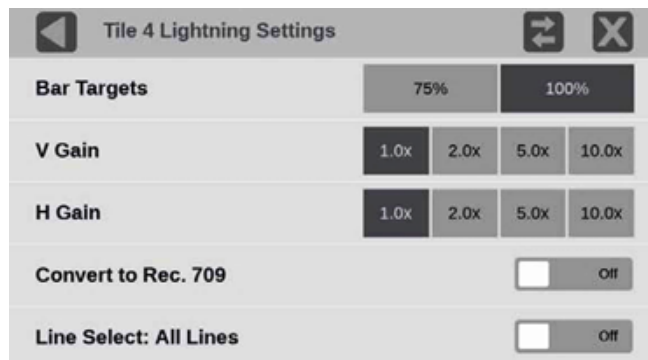 Tile 4 Lightning Settings
Bar Targets 75% 100%
V Gain 1.0x 2.0x 5.0x 10.0x
H Gain 1.0x 2.0x 5.0x 10.0x
Convert to Rec. 709 Off
Line Select: All Lines Off